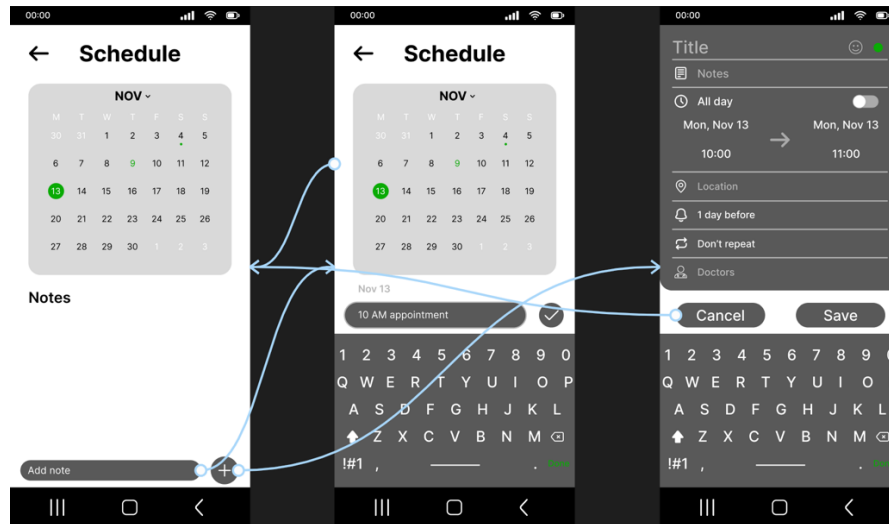 00:00
Schedule
NOV
M T W T F S S
30 31 1 2 3 4 5
6 7 8 9 10 11 12
13 14 15 16 17 18 19
20 21 22 23 24 25 26
27 28 29 30 1 2 3
Notes
Add note
00:00
Schedule
NOV
M T W T F S S
30 31 1 2 3 4 5
6 7 8 9 10 11 12
13 14 15 16 17 18 19
20 21 22 23 24 25 26
27 28 29 30 1 2 3
Nov 13
10 AM appointment
1 2 3 4 5 6 7 8 9 0
Q W E R T Y U I O P
A S D F G H J K L
Z X C V B N M
!#1 , . Done
00:00
Title
Notes
All day
Mon, Nov 13 Mon, Nov 13
10:00 11:00
Location
1 day before
Don't repeat
Doctors
Cancel Save
1 2 3 4 5 6 7 8 9
Q W E R T Y U I O
A S D F G H J K L
Z X C V B N M
!#1 , .